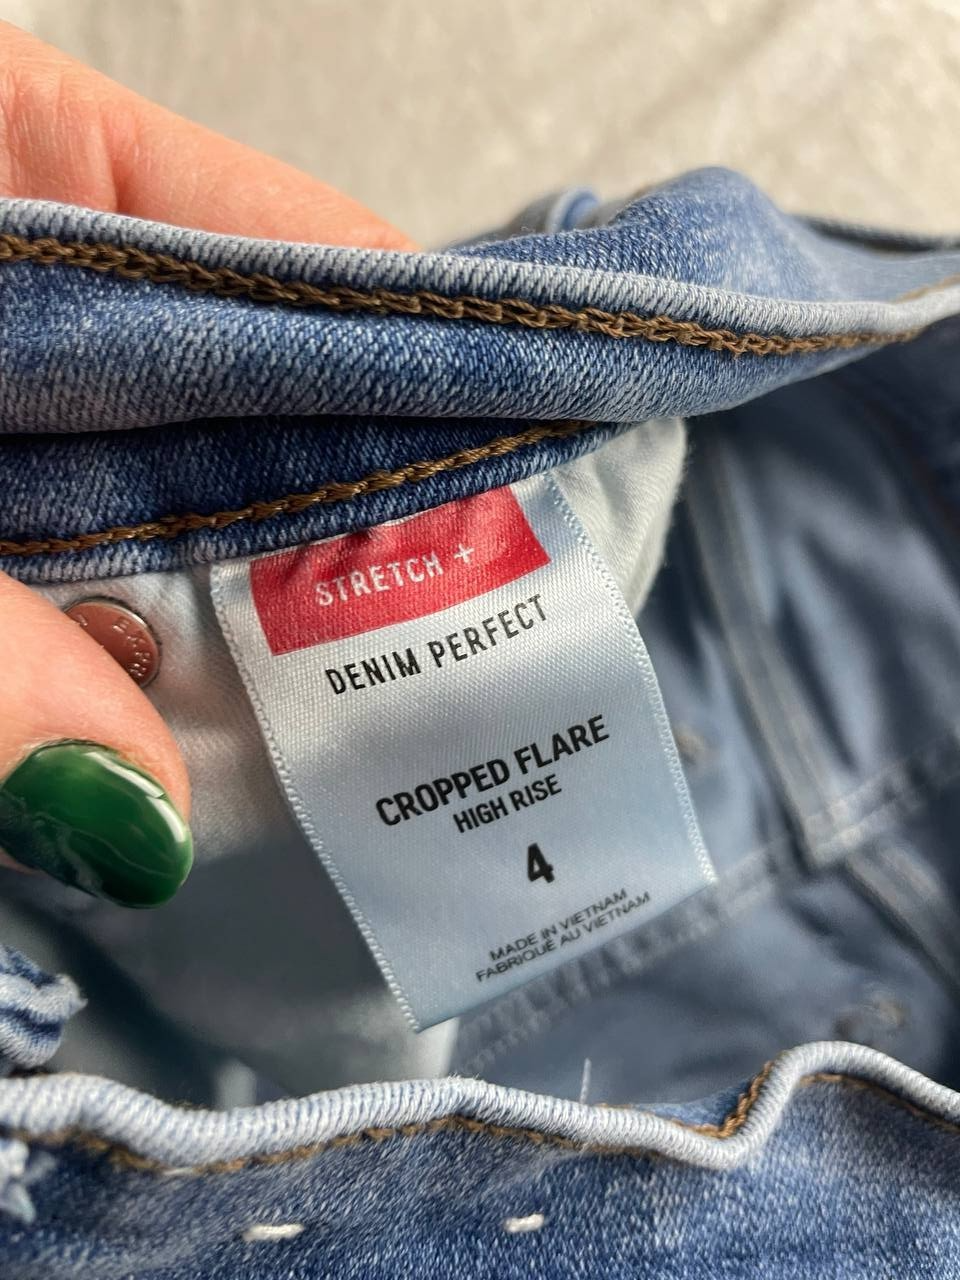 STRETCH +
DENIM PERFECT
CROPPED FLARE
HIGH RISE
4
MADE IN VIETNAM
FABRIQUÉ AU VIETNAM